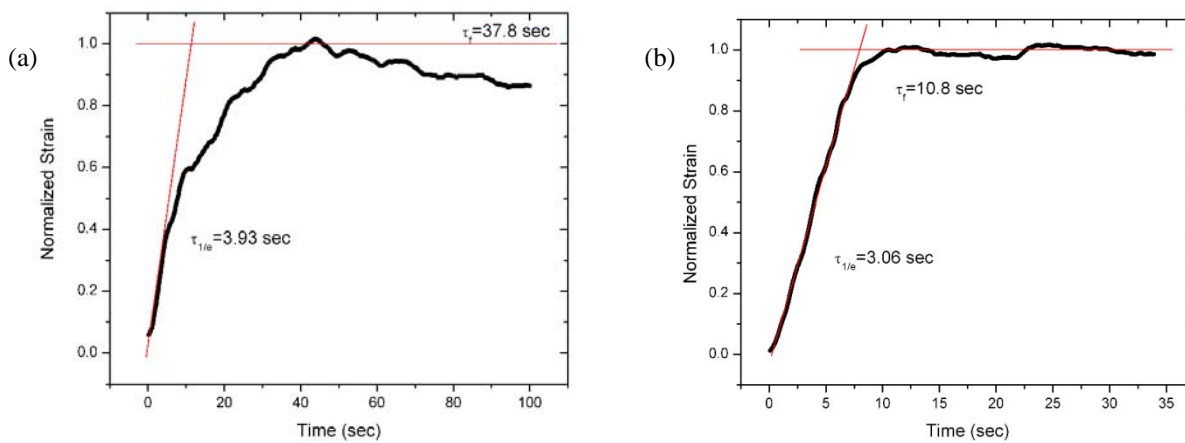 (a)
Normalized Strain
1.0
0.8
0.6
0.4
0.2
0.0
τf=37.8 sec
τ1/e=3.93 sec
0 20 40 60 80 100
Time (sec)
(b)
Normalized Strain
1.0
0.8
0.6
0.4
0.2
0.0
τf=10.8 sec
τ1/e=3.06 sec
0 5 10 15 20 25 30 35
Time (sec)